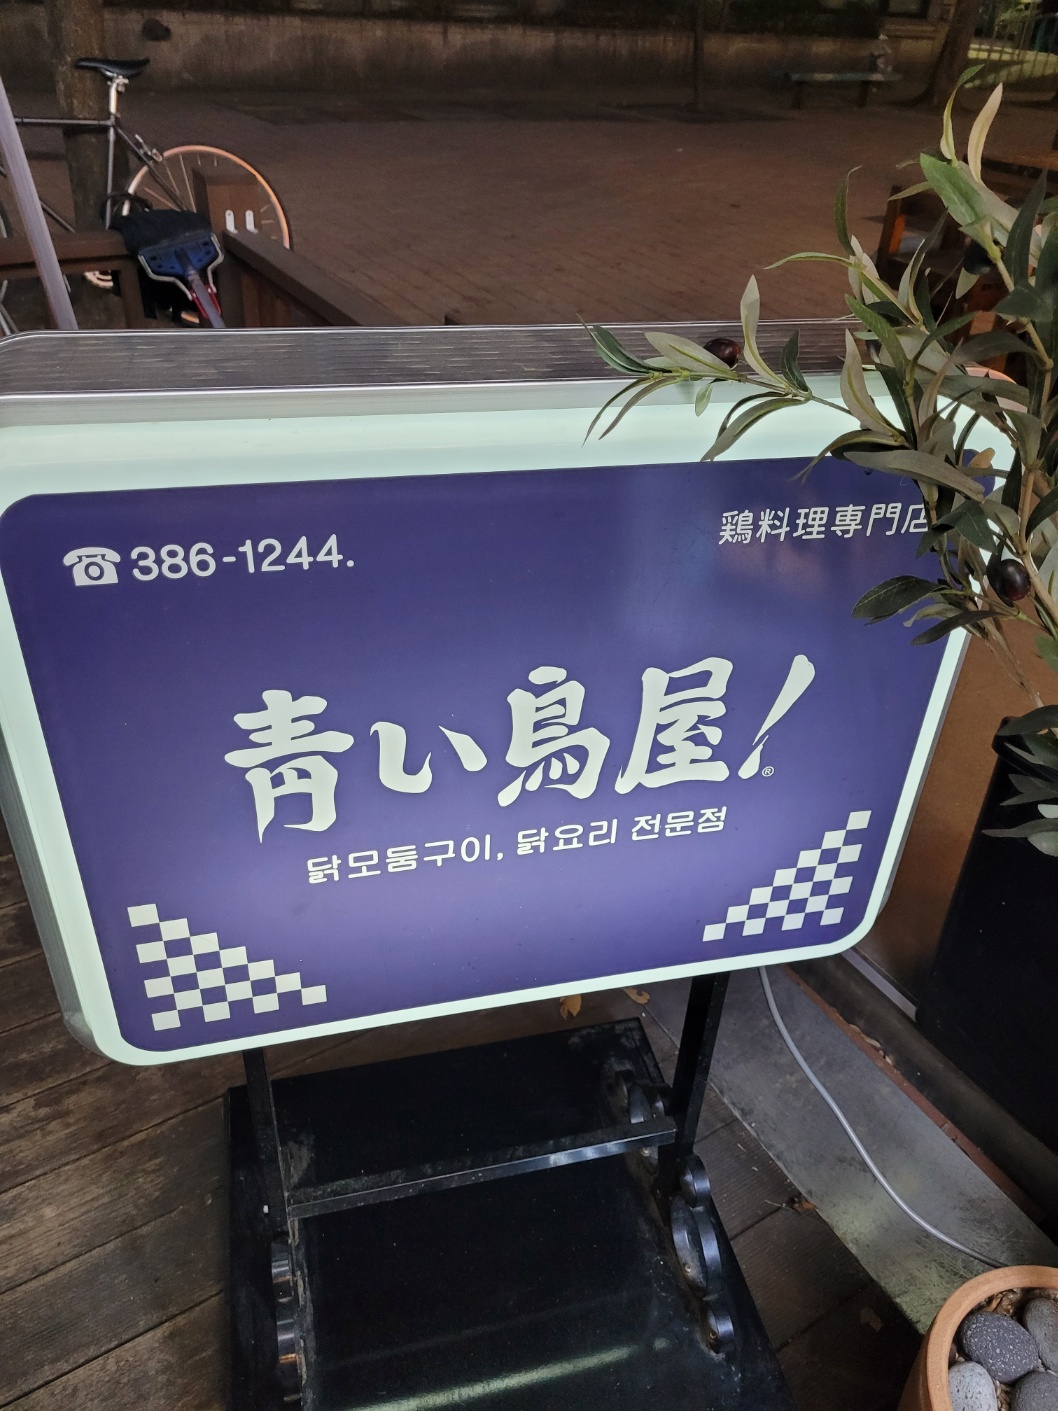 ☎386-1244.
鶏料理専門店
青い鳥屋!®
닭모둠구이, 닭요리 전문점